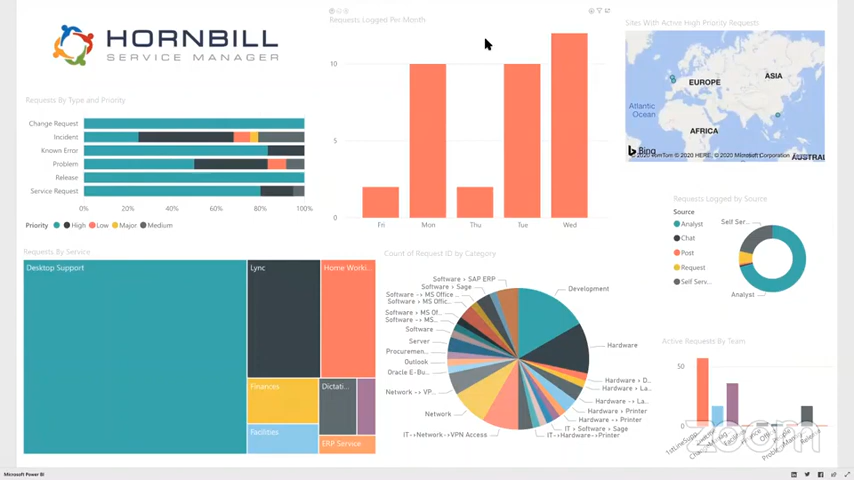 HORNBILL
SERVICE MANAGER
Requests Logged Per Month
10
5
0
Fri
Mon
Thu
Tue
Wed
Sites With Active High Priority Requests
EUROPE
ASIA
Atlantic
Ocean
AFRICA
AUSTRAL
Bing
© 2020 HERE, © 2020 Microsoft Corporation
Requests By Type and Priority
Change Request
Incident
Known Error
Problem
Release
Service Request
0%
20%
40%
60%
80%
100%
Priority
High
Low
Major
Medium
Requests By Service
Desktop Support
Lync
Home Worki...
Finances
Dictati...
Facilities
ERP Service
Count of Request ID by Category
Software > SAP ERP
Software > Sage
Software -> MS Office ...
Software > MS Office ...
Software > MS Of...
Software -> MS...
Software
Server
Procuremen...
Outlook
Oracle E-Bu...
Network -> VP...
Network
IT->Network->VPN Access
Development
Hardware
Hardware > D...
Hardware -> La...
Hardware > La...
Hardware > Printer
Hardware -> Printer
IT > Software > Sage
IT->Hardware->Printer
Requests Logged by Source
Source
Analyst
Chat
Post
Request
Self Serv...
Self Ser...
Analyst
Active Requests By Team
50
0
1stLineSupp...
zoom
Microsoft Power BI